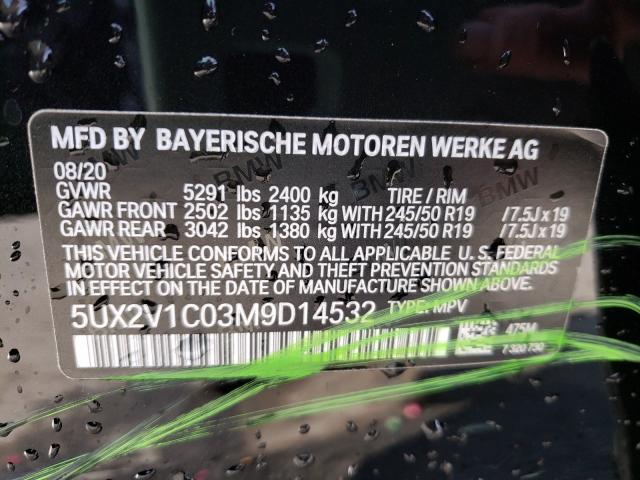 MFD BY BAYERISCHE MOTOREN WERKE AG
08/20
GVWR 5291 lbs 2400 kg TIRE / RIM
GAWR FRONT 2502 lbs 1135 kg WITH 245/50 R19 /7.5J x 19
GAWR REAR 3042 lbs 1380 kg WITH 245/50 R19 /7.5J x 19
THIS VEHICLE CONFORMS TO ALL APPLICABLE U. S. FEDERAL
MOTOR VEHICLE SAFETY AND THEFT PREVENTION STANDARDS
IN EFFECT ON THE DATE OF MANUFACTURE SHOWN ABOVE.
5UX2V1C03M9D14532 TYPE: MPV
475M
7 320 730